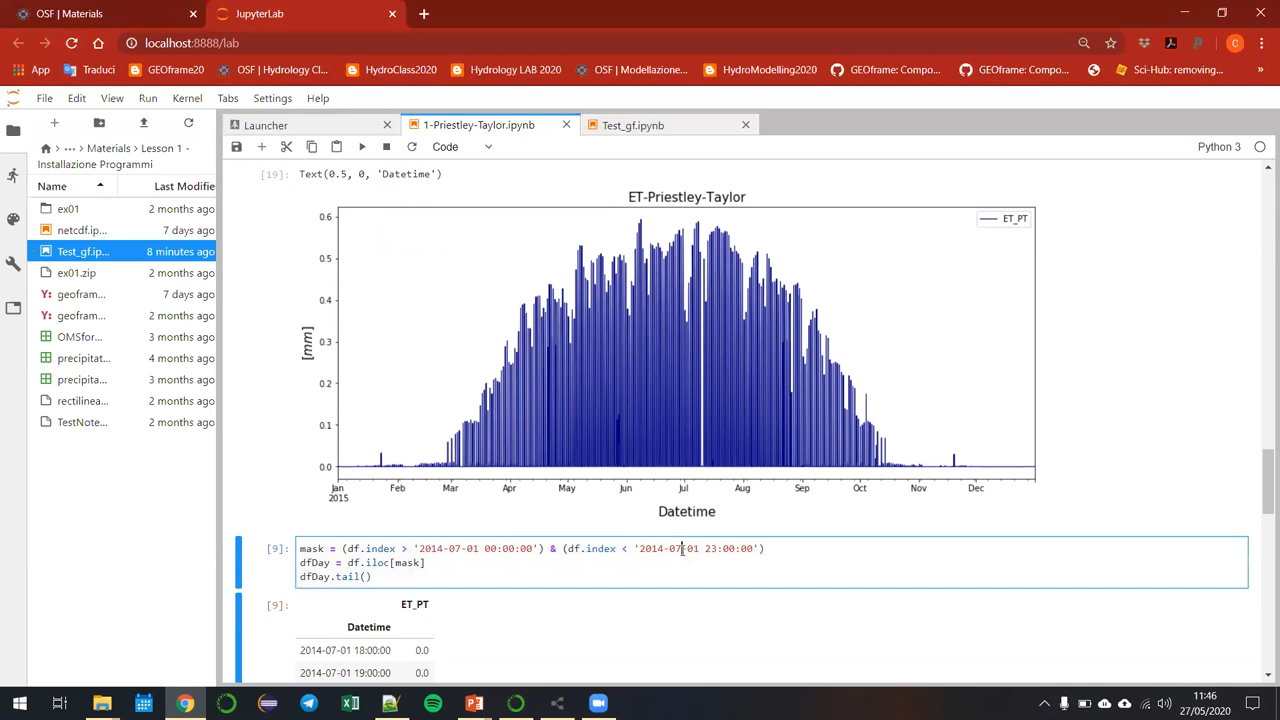 OSF | Materials
JupyterLab
localhost:8888/lab
App
Traduci
GEOframe20
OSF | Hydrology Cl...
HydroClass2020
Hydrology LAB 2020
OSF | Modellazione...
HydroModelling2020
GEOframe: Compo...
GEOframe: Compo...
Sci-Hub: removing...
File
Edit
View
Run
Kernel
Tabs
Settings
Help
Launcher
1-Priestley-Taylor.ipynb
Test_gf.ipynb
Code
Python 3
... Materials / Lesson 1 -
Installazione Programmi
Name
Last Modifie
ex01
2 months ago
netcdf.ip...
7 days ago
Test_gf.ip...
8 minutes ago
ex01.zip
2 months ago
geofram...
7 days ago
geofram...
2 months ago
OMSfor...
3 months ago
precipitat...
4 months ago
precipita...
3 months ago
rectilinea...
2 months ago
TestNote...
2 months ago
[19]: Text(0.5, 0, 'Datetime')
ET-Priestley-Taylor
ET_PT
0.6
0.5
0.4
0.3
0.2
0.1
0.0
[mm]
Jan
2015
Feb
Mar
Apr
May
Jun
Jul
Aug
Sep
Oct
Nov
Dec
Datetime
[9]: mask = (df.index > '2014-07-01 00:00:00') & (df.index < '2014-07-01 23:00:00')
dfDay = df.iloc[mask]
dfDay.tail()
[9]:
ET_PT
Datetime
2014-07-01 18:00:00 0.0
2014-07-01 19:00:00 0.0
11:46
27/05/2020